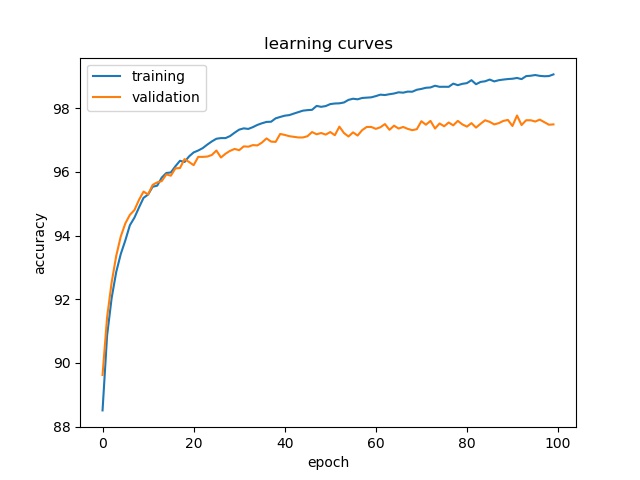 learning curves
training
validation
98
96
94
92
90
88
accuracy
0 20 40 60 80 100
epoch